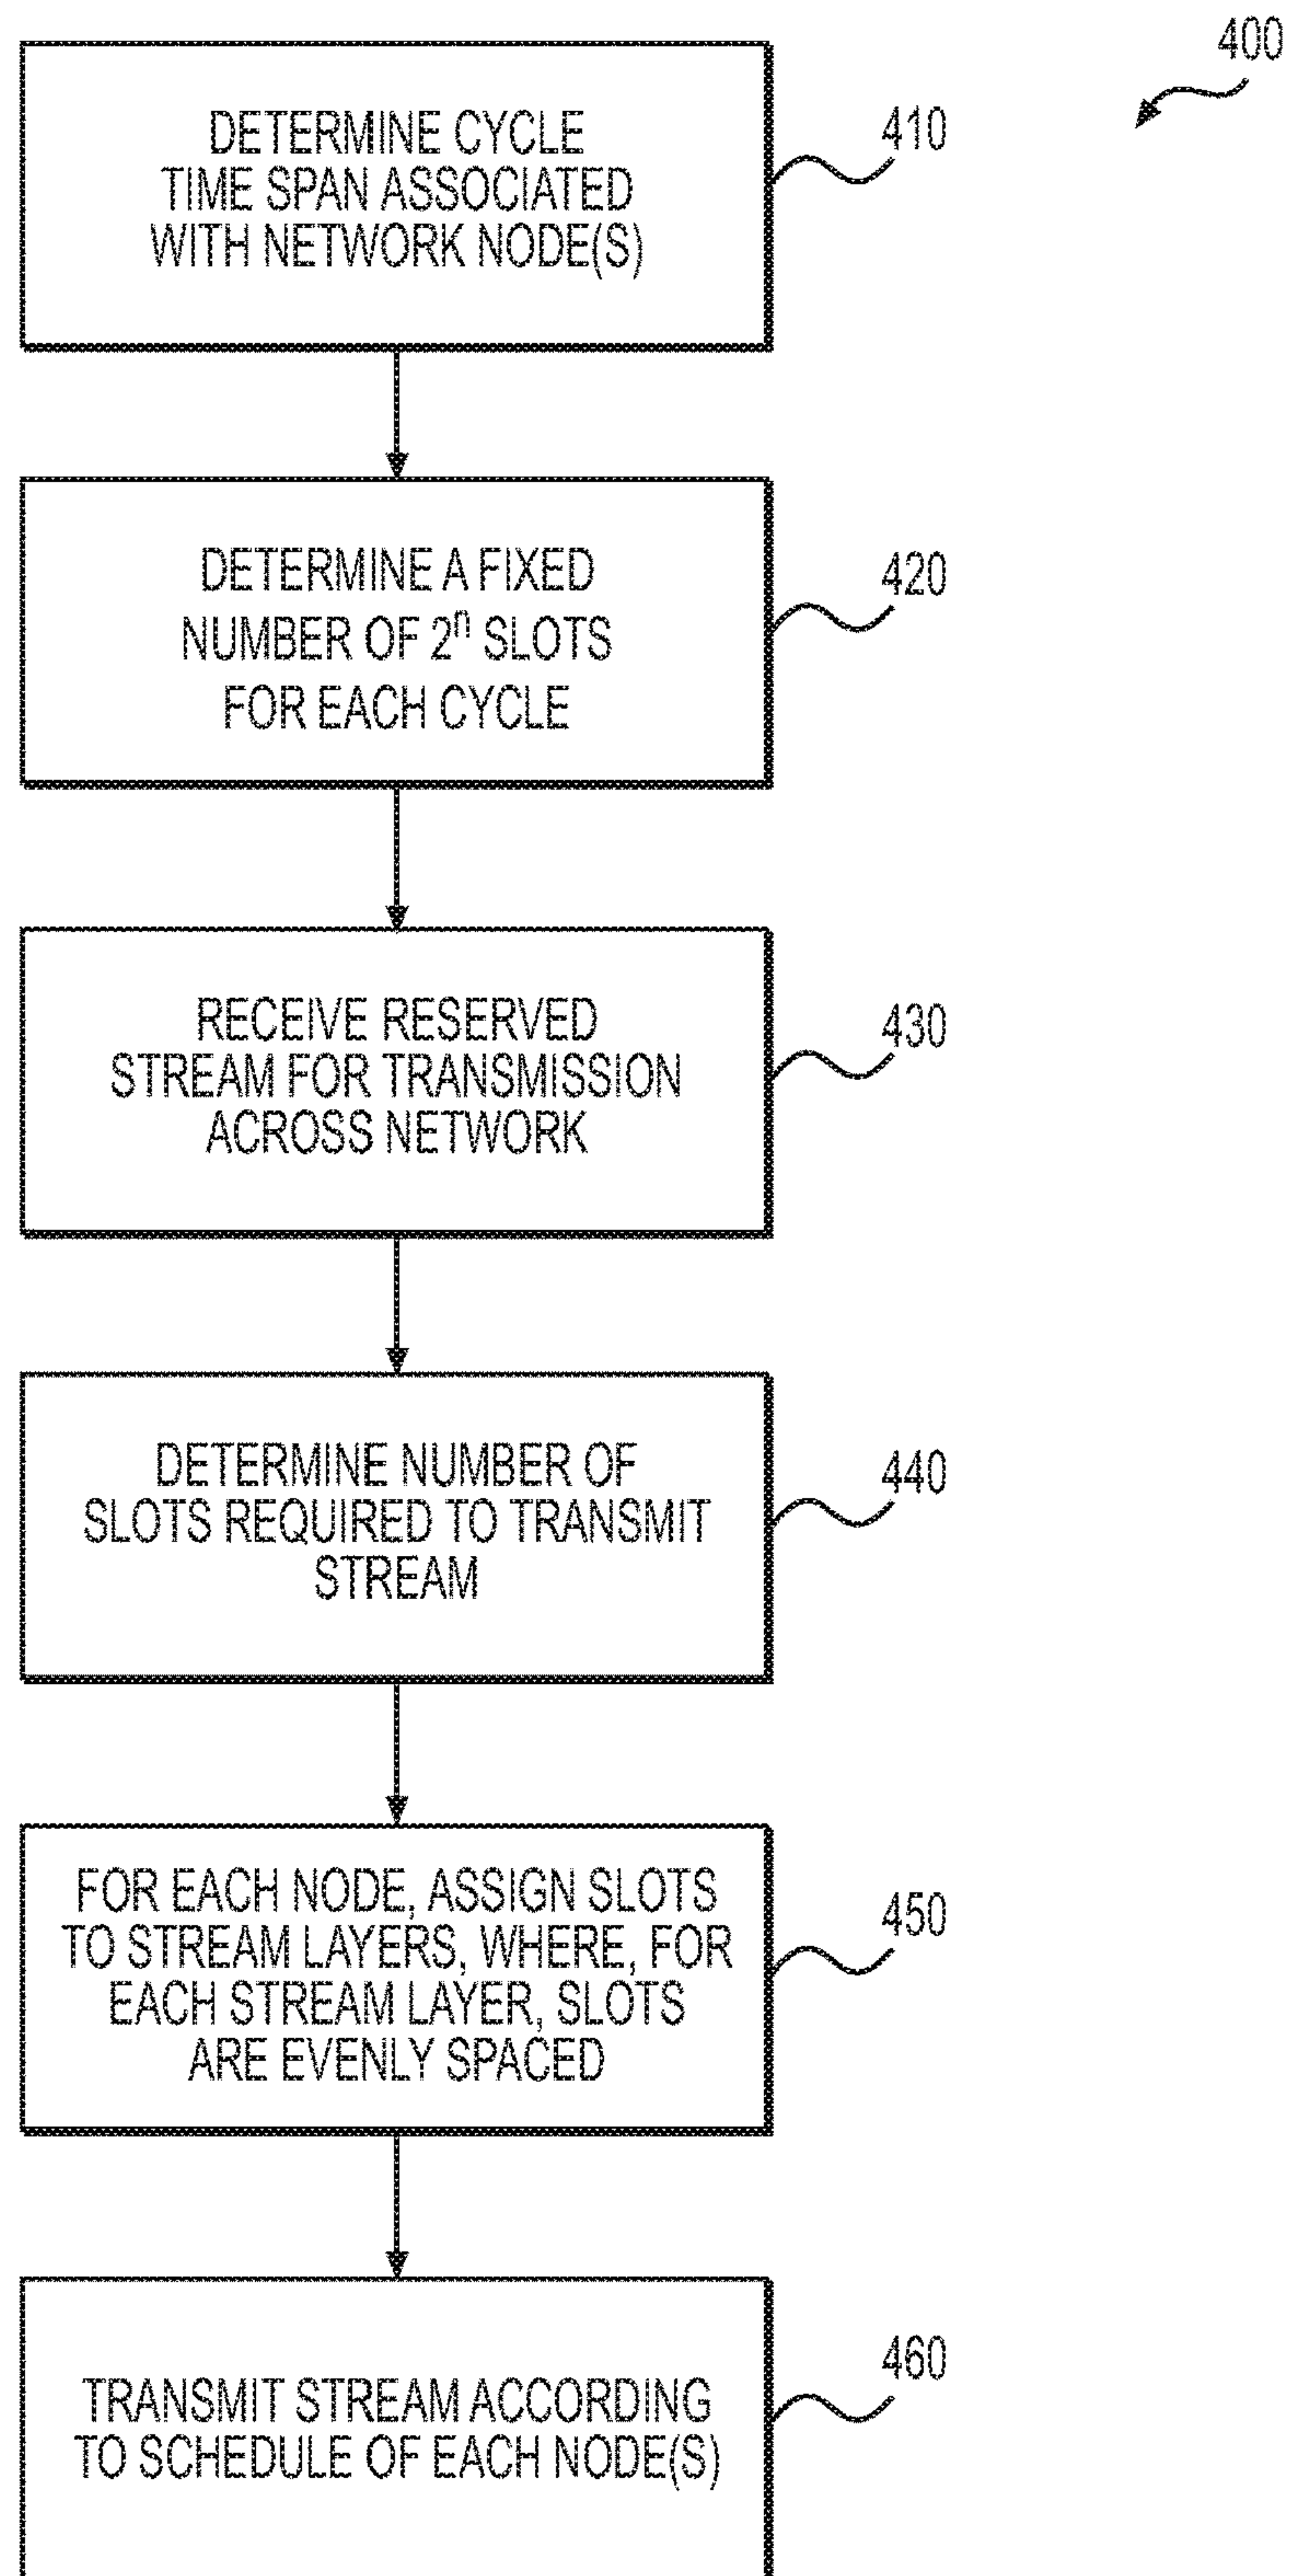 400
DETERMINE CYCLE
TIME SPAN ASSOCIATED
WITH NETWORK NODE(S)
410
DETERMINE A FIXED
NUMBER OF 2ⁿ SLOTS
FOR EACH CYCLE
420
RECEIVE RESERVED
STREAM FOR TRANSMISSION
ACROSS NETWORK
430
DETERMINE NUMBER OF
SLOTS REQUIRED TO TRANSMIT
STREAM
440
FOR EACH NODE, ASSIGN SLOTS
TO STREAM LAYERS, WHERE, FOR
EACH STREAM LAYER, SLOTS
ARE EVENLY SPACED
450
TRANSMIT STREAM ACCORDING
TO SCHEDULE OF EACH NODE(S)
460